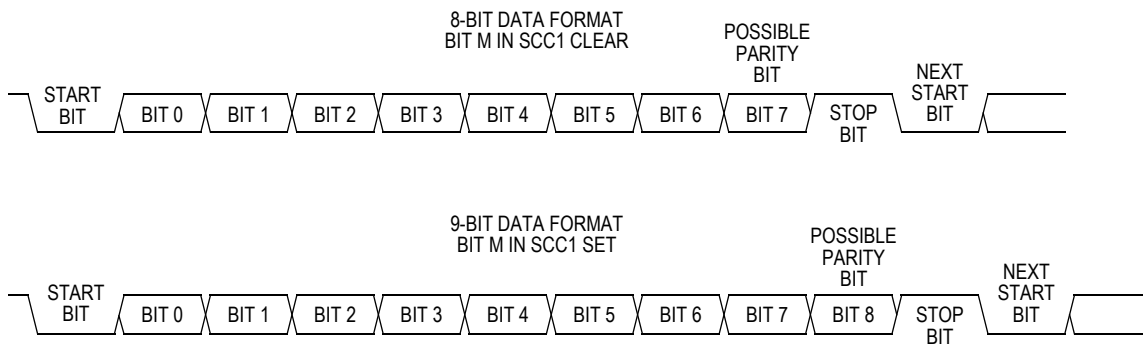 8-BIT DATA FORMAT
BIT M IN SCC1 CLEAR
POSSIBLE
PARITY
BIT
NEXT
START
BIT
START
BIT
BIT 0
BIT 1
BIT 2
BIT 3
BIT 4
BIT 5
BIT 6
BIT 7
STOP
BIT
9-BIT DATA FORMAT
BIT M IN SCC1 SET
POSSIBLE
PARITY
BIT
NEXT
START
BIT
START
BIT
BIT 0
BIT 1
BIT 2
BIT 3
BIT 4
BIT 5
BIT 6
BIT 7
BIT 8
STOP
BIT